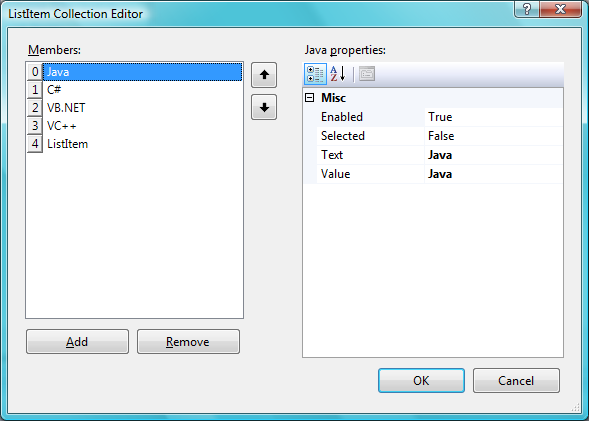 ListItem Collection Editor
?
Members:
0 Java
1 C#
2 VB.NET
3 VC++
4 ListItem
Add
Remove
Java properties:
A
Z
Misc
Enabled True
Selected False
Text Java
Value Java
OK
Cancel